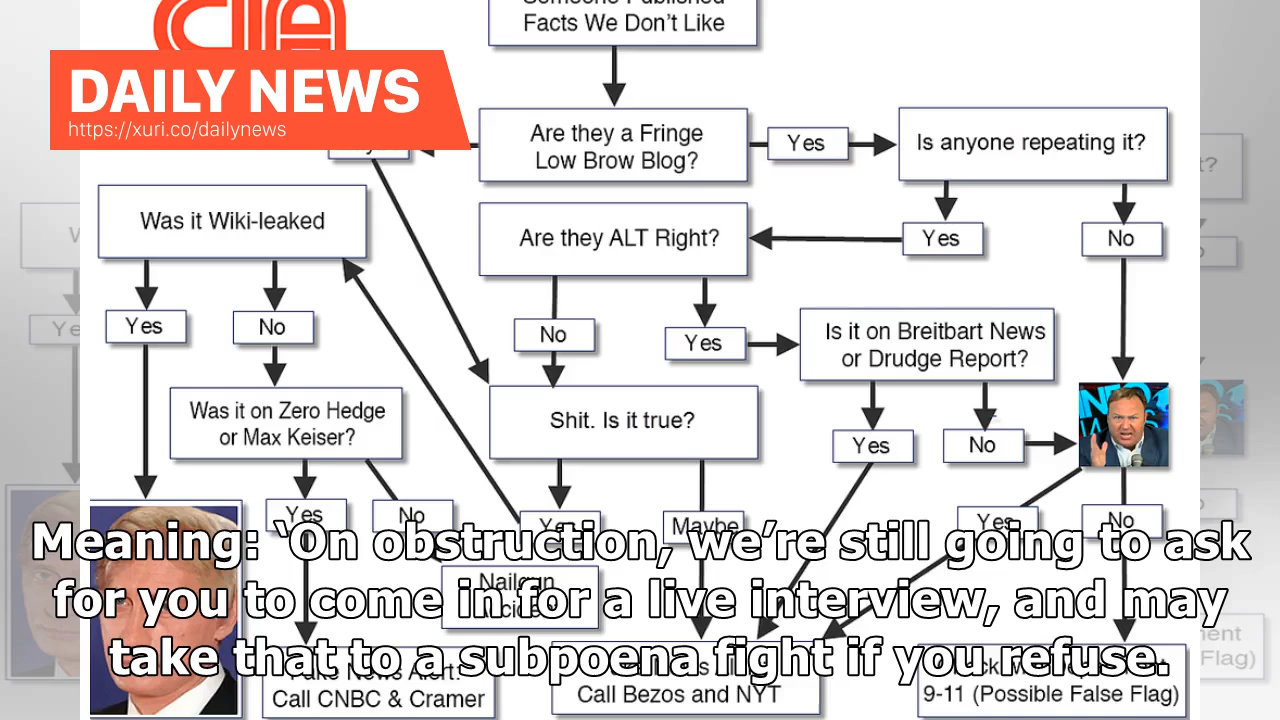 CIA
Someone Published
Facts We Don't Like
DAILY NEWS
https://xuri.co/dailynews
Are they a Fringe
Low Brow Blog?
Yes
Is anyone repeating it?
Was it Wiki-leaked
Are they ALT Right?
Yes
No
Yes
No
No
Yes
Is it on Breitbart News
or Drudge Report?
Was it on Zero Hedge
or Max Keiser?
Shit. Is it true?
Yes
No
Yes
No
Yes
Maybe
Yes
No
Meaning: ‘On obstruction, we’re still going to ask
for you to come in for a live interview, and may
take that to a subpoena fight if you refuse.
Nailgun
Call CNBC & Cramer
Call Bezos and NYT
9-11 (Possible False Flag)